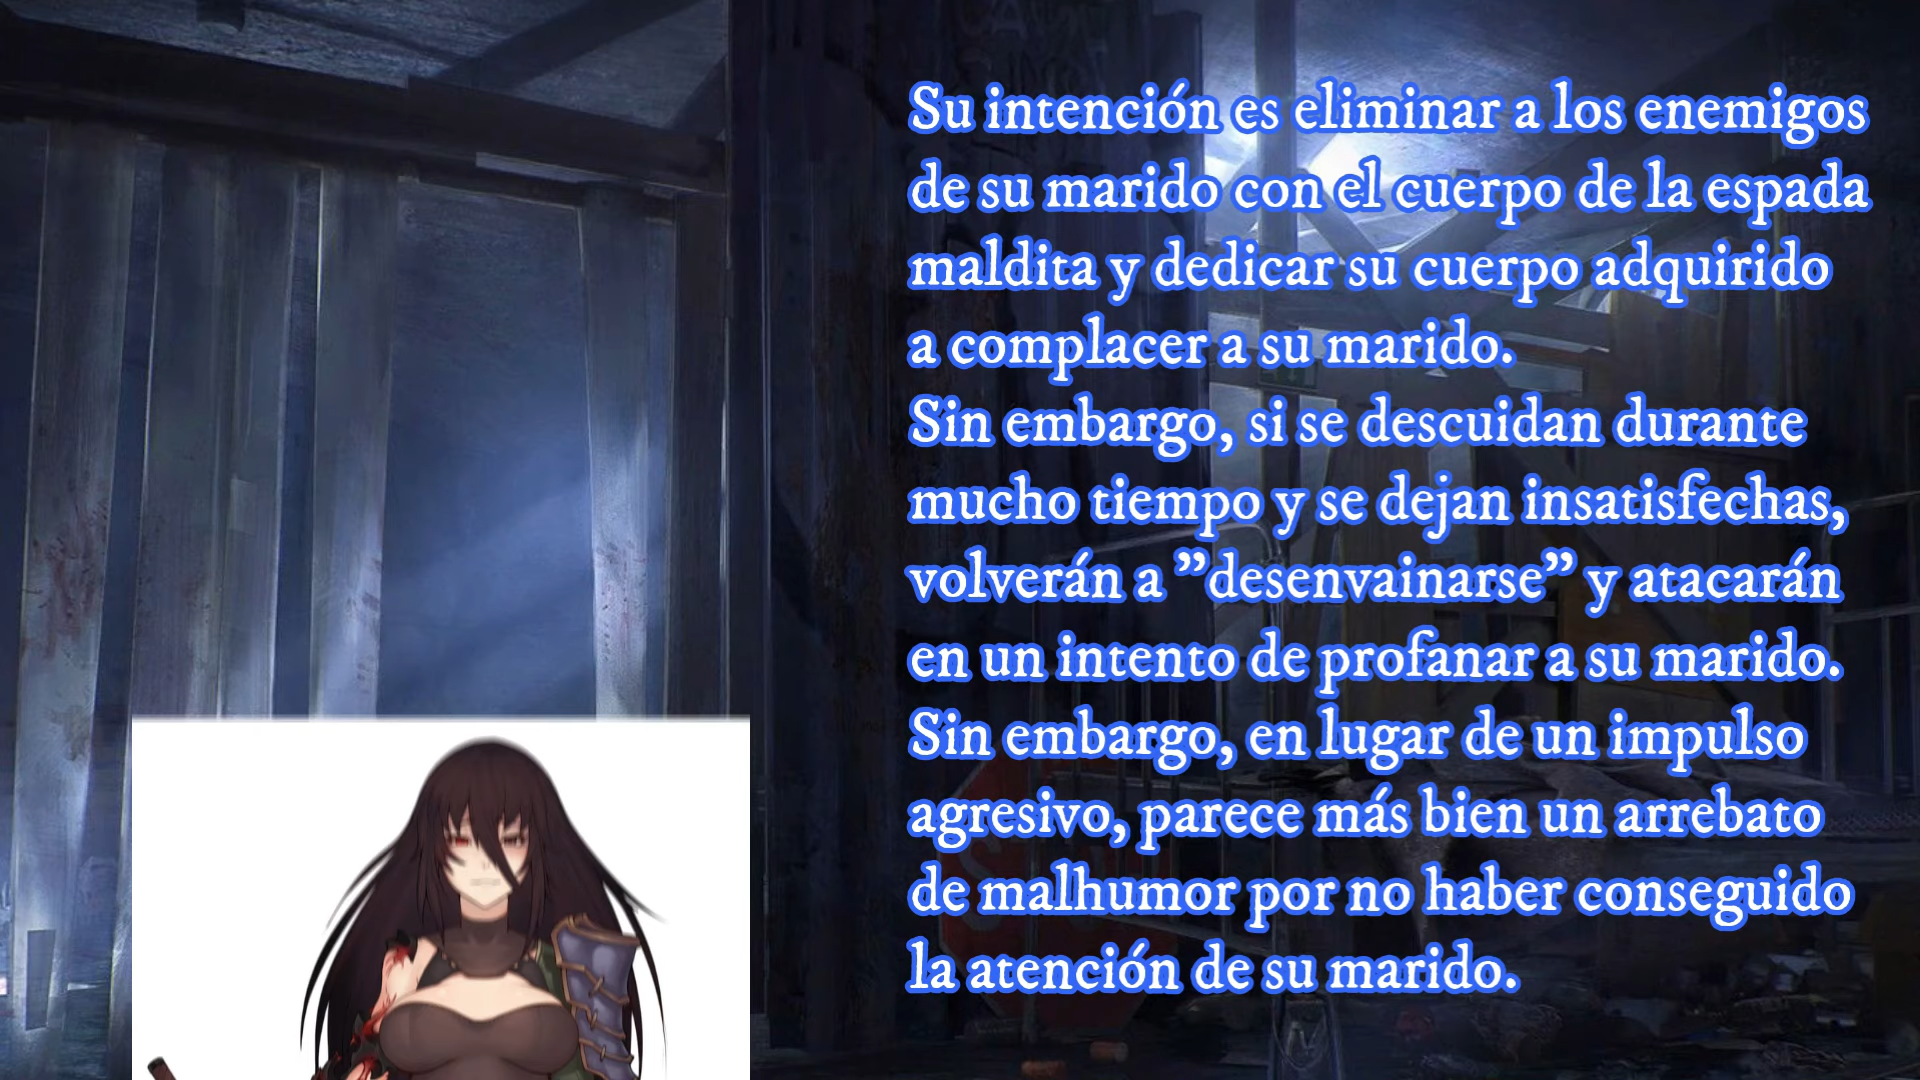 Su intención es eliminar a los enemigos
de su marido con el cuerpo de la espada
maldita y dedicar su cuerpo adquirido
a complacer a su marido.
Sin embargo, si se descuidan durante
mucho tiempo y se dejan insatisfechas,
volverán a ”desenvainarse” y atacarán
en un intento de profanar a su marido.
Sin embargo, en lugar de un impulso
agresivo, parece más bien un arrebato
de malhumor por no haber conseguido
la atención de su marido.